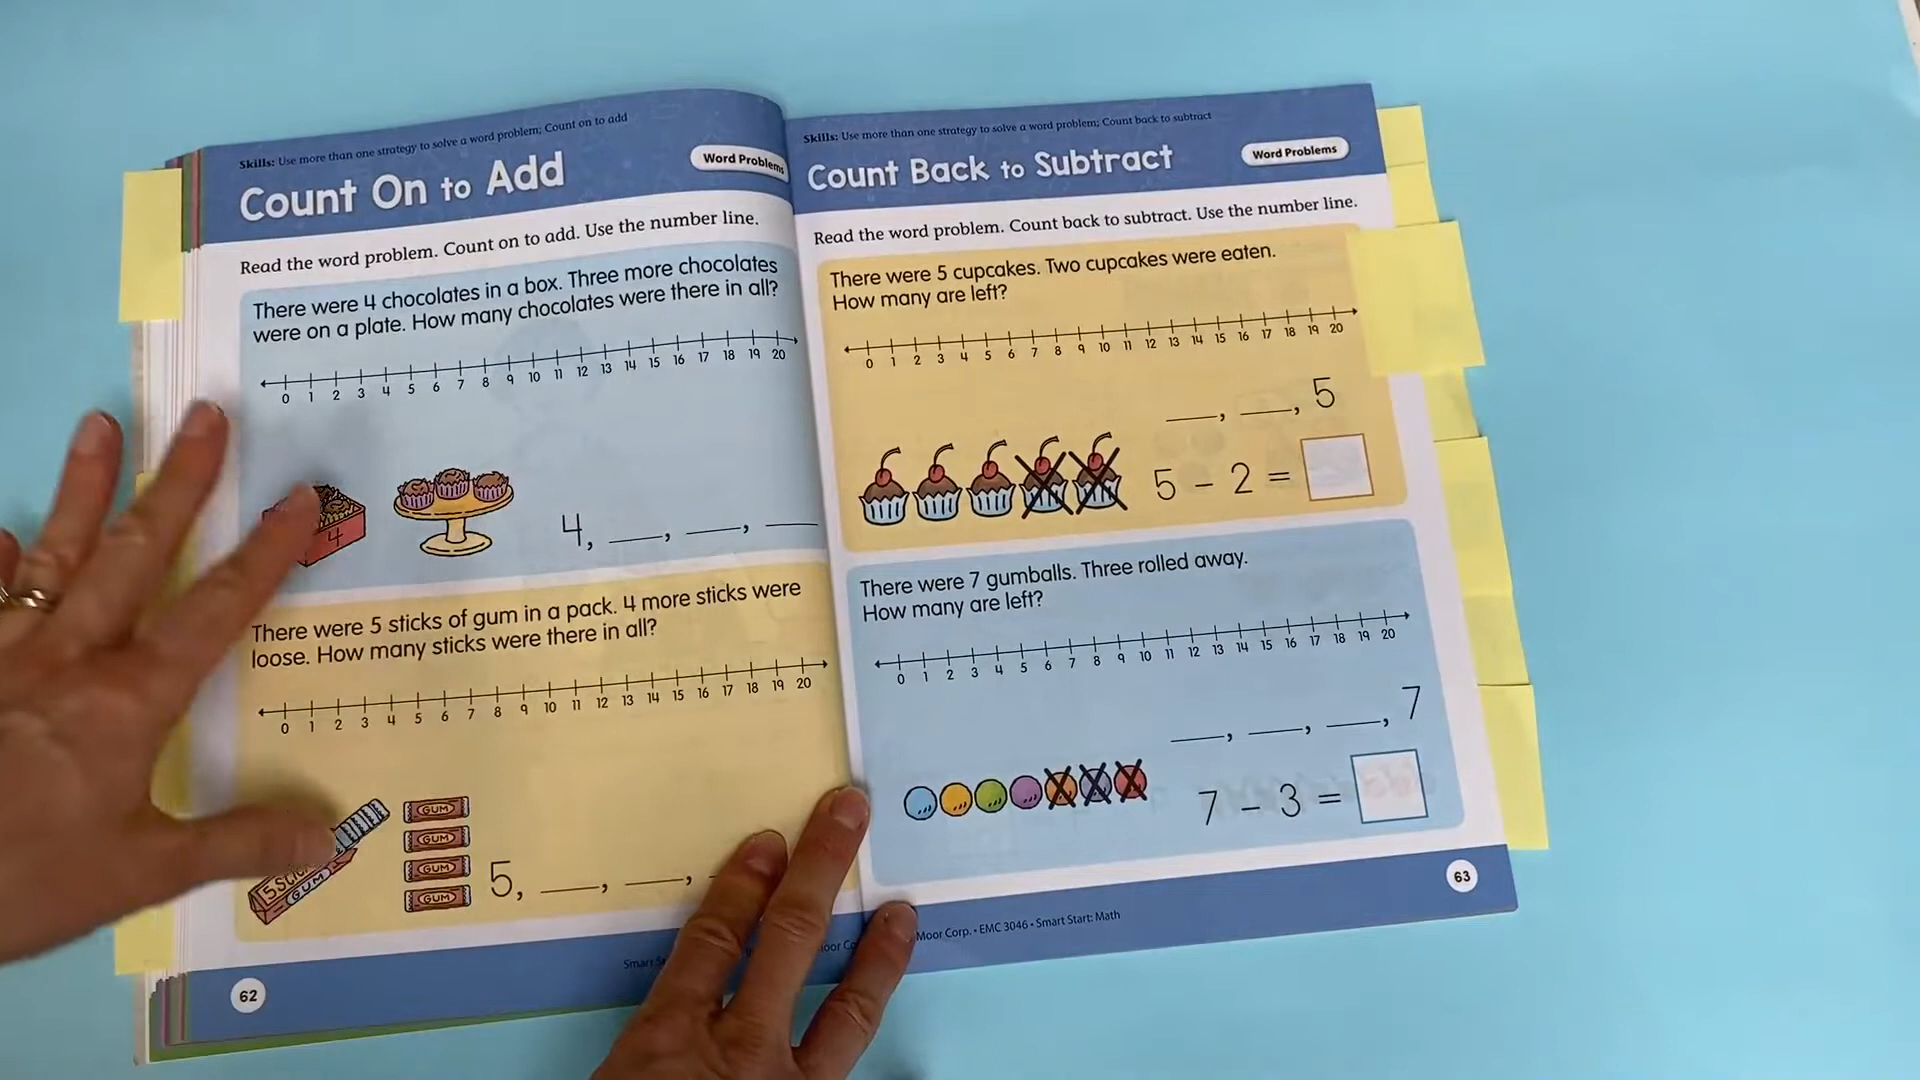 Skills: Use more than one strategy to solve a word problem; Count on to add
Count On to Add
Word Problems
Read the word problem. Count on to add. Use the number line.
There were 4 chocolates in a box. Three more chocolates
were on a plate. How many chocolates were there in all?
0 1 2 3 4 5 6 7 8 9 10 11 12 13 14 15 16 17 18 19 20
4
4, ___, ___, ___
There were 5 sticks of gum in a pack. 4 more sticks were
loose. How many sticks were there in all?
0 1 2 3 4 5 6 7 8 9 10 11 12 13 14 15 16 17 18 19 20
GUM
GUM
GUM
GUM
5
GUM
5, ___, ___,
62
Skills: Use more than one strategy to solve a word problem; Count back to subtract
Count Back to Subtract
Word Problems
Read the word problem. Count back to subtract. Use the number line.
There were 5 cupcakes. Two cupcakes were eaten.
How many are left?
0 1 2 3 4 5 6 7 8 9 10 11 12 13 14 15 16 17 18 19 20
___, ___, 5
5 - 2 =
There were 7 gumballs. Three rolled away.
How many are left?
0 1 2 3 4 5 6 7 8 9 10 11 12 13 14 15 16 17 18 19 20
___, ___, ___, 7
7 - 3 =
Moor Corp. • EMC 3046 • Smart Start: Math
63